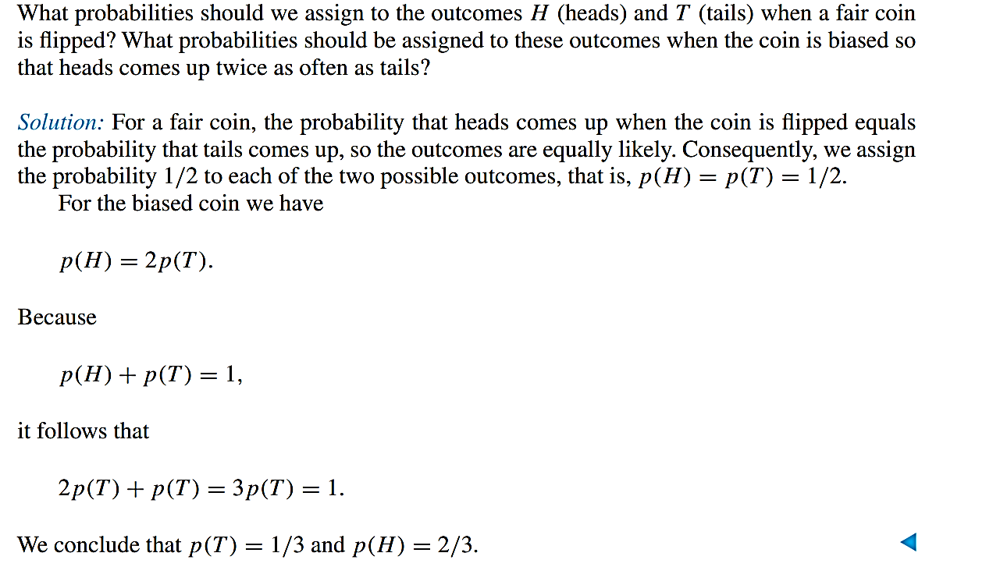 What probabilities should we assign to the outcomes H (heads) and T (tails) when a fair coin
is flipped? What probabilities should be assigned to these outcomes when the coin is biased so
that heads comes up twice as often as tails?
Solution: For a fair coin, the probability that heads comes up when the coin is flipped equals
the probability that tails comes up, so the outcomes are equally likely. Consequently, we assign
the probability 1/2 to each of the two possible outcomes, that is, p(H) = p(T) = 1/2.
For the biased coin we have
p(H) = 2p(T).
Because
p(H) + p(T) = 1,
it follows that
2p(T) + p(T) = 3p(T) = 1.
We conclude that p(T) = 1/3 and p(H) = 2/3.